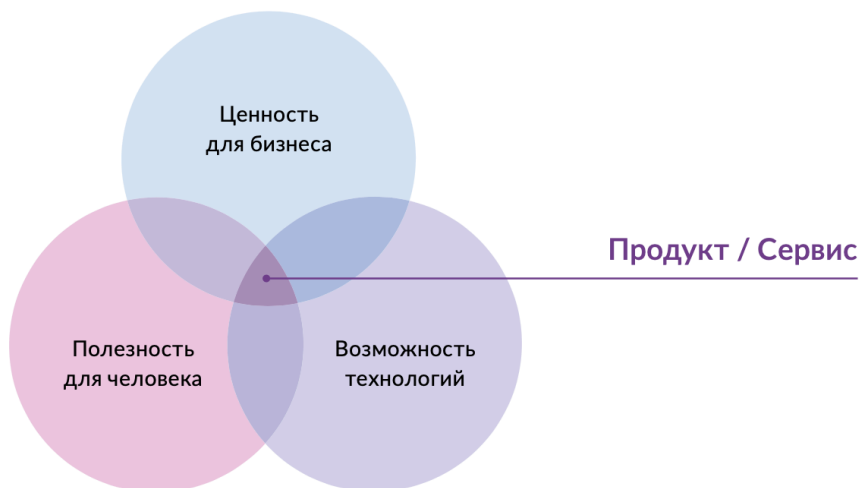 Ценность
для бизнеса
Продукт / Сервис
Полезность
для человека
Возможность
технологий